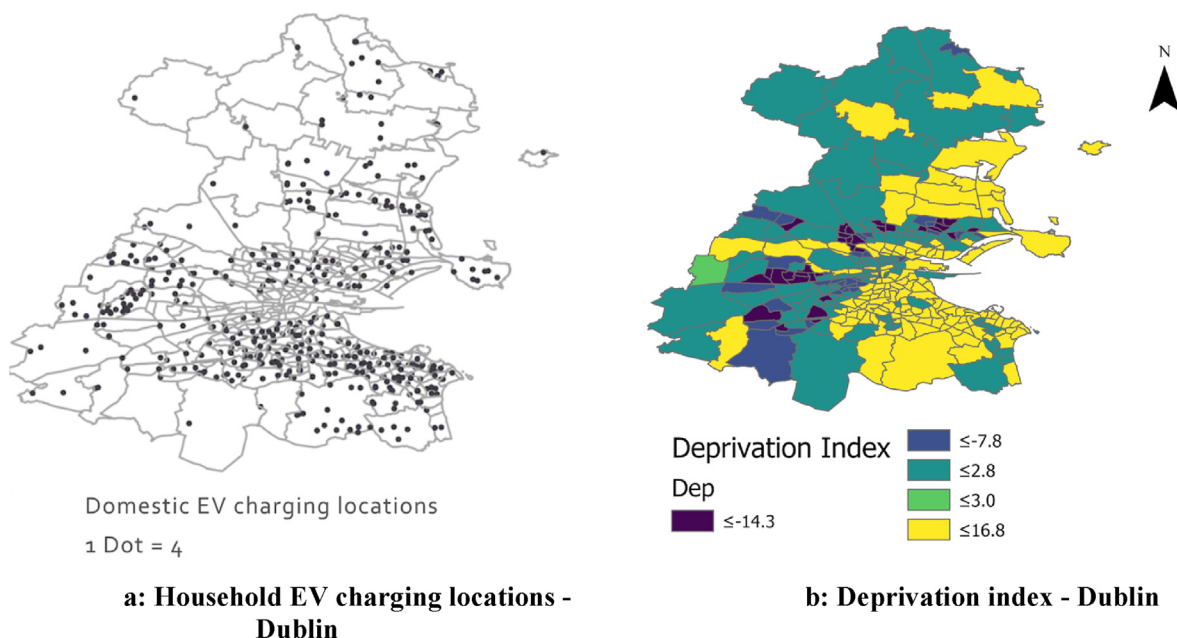 Domestic EV charging locations
1 Dot = 4
a: Household EV charging locations -
Dublin
N
Deprivation Index
Dep
≤-14.3
≤-7.8
≤2.8
≤3.0
≤16.8
b: Deprivation index - Dublin